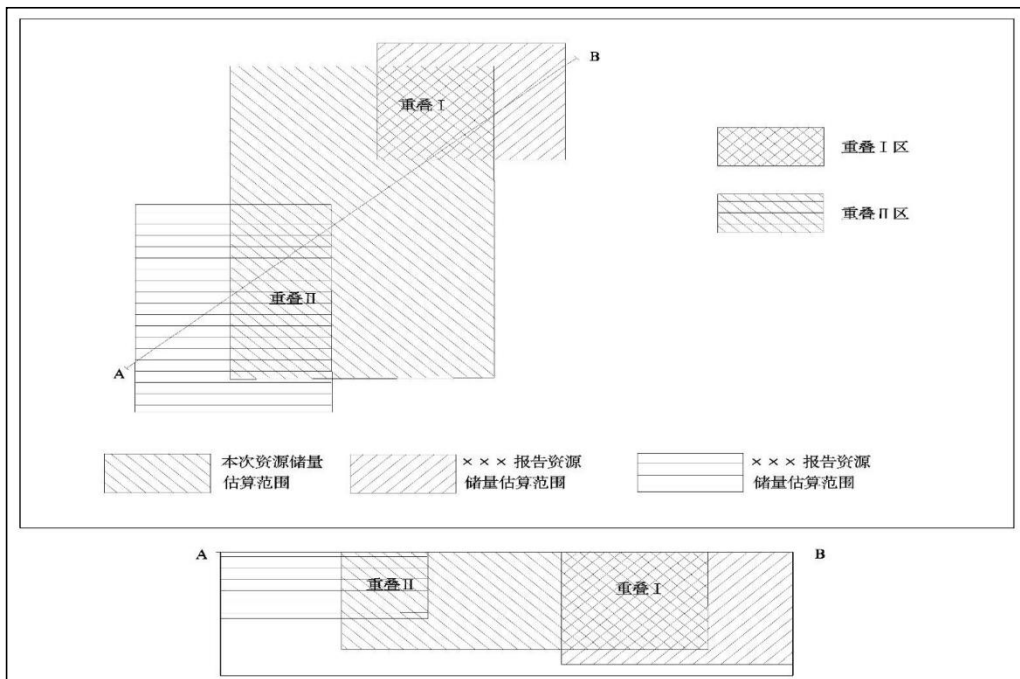 B
重叠Ⅰ
重叠Ⅰ区
重叠Ⅱ区
重叠Ⅱ
A
本次资源储量
估算范围
×××报告资源
储量估算范围
×××报告资源
储量估算范围
A
B
重叠Ⅱ
重叠Ⅰ